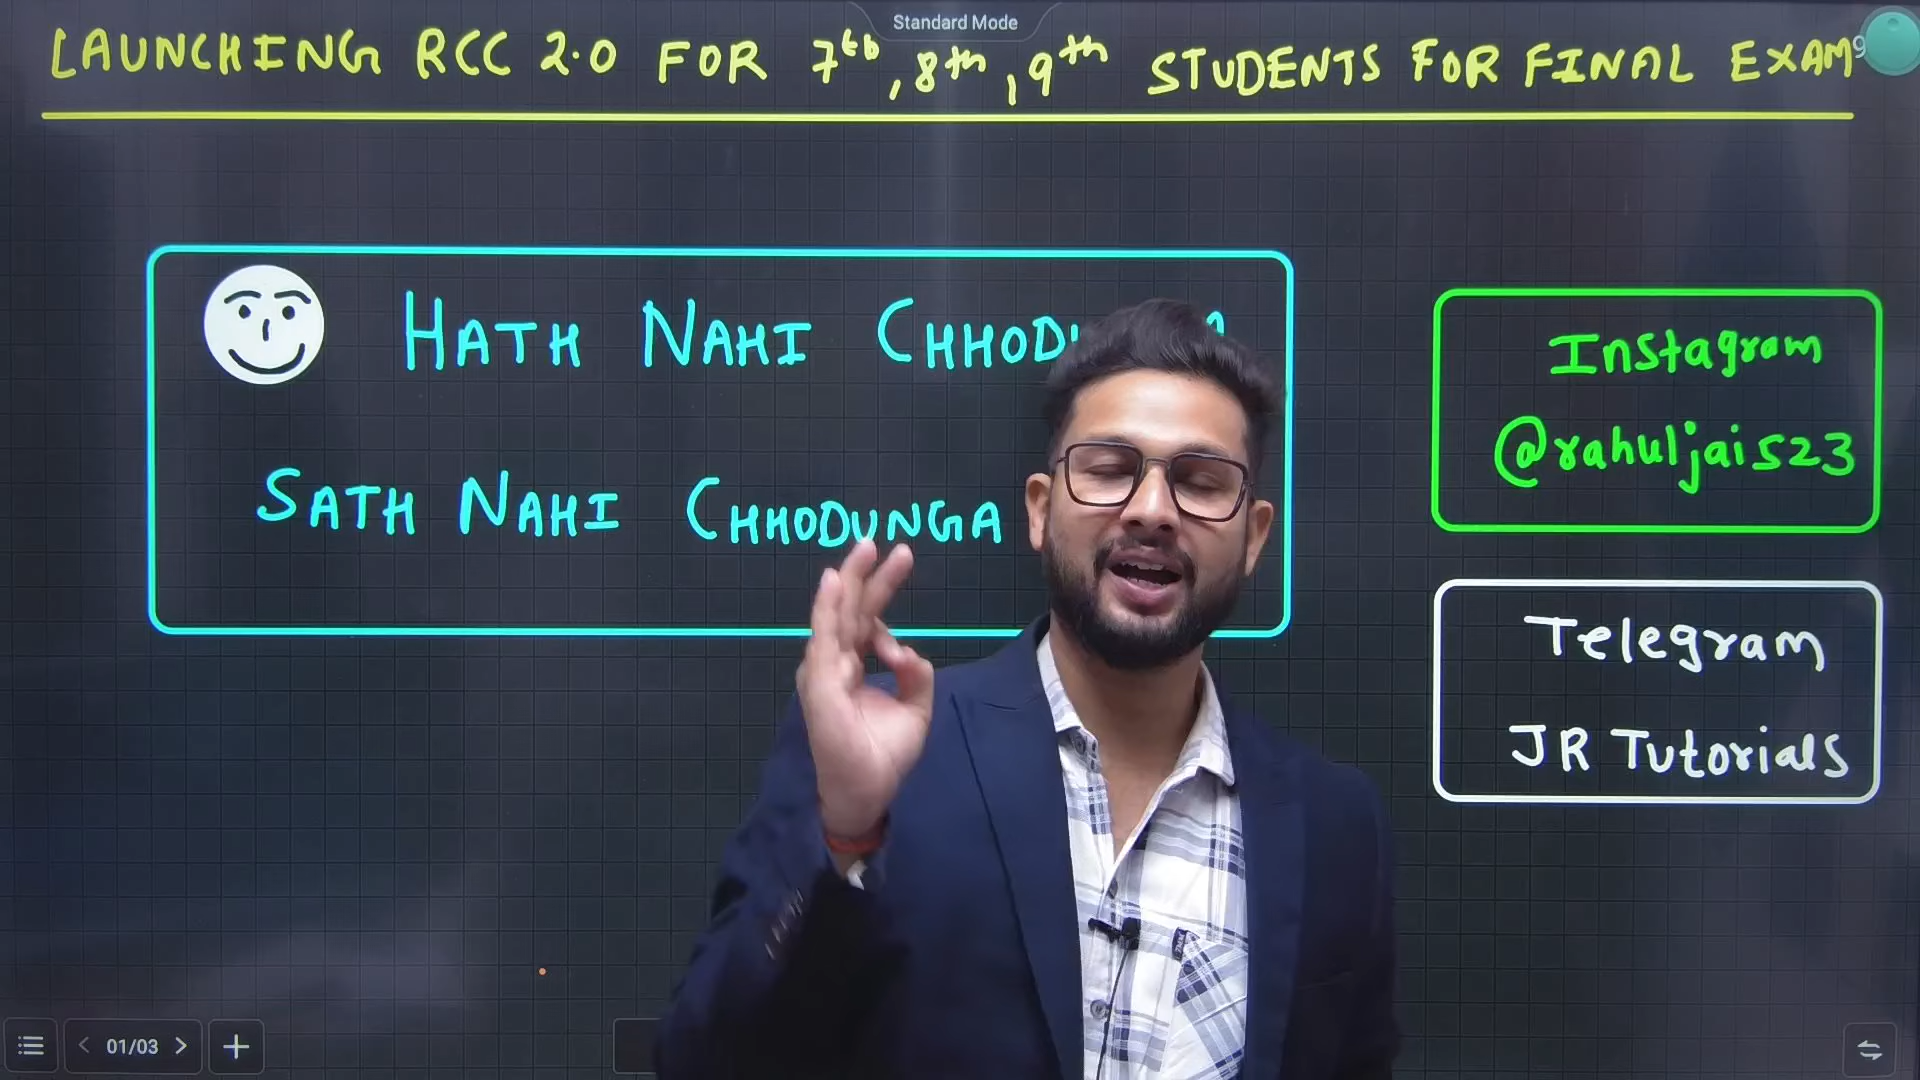 Standard Mode
LAUNCHING RCC 2.0 FOR 7th, 8th, 9th STUDENTS FOR FINAL EXAM
HATH NAHI
SATH NAHI CHHODUNGA
Instagram
@rahuljais23
Telegram
JR Tutorials
01/03